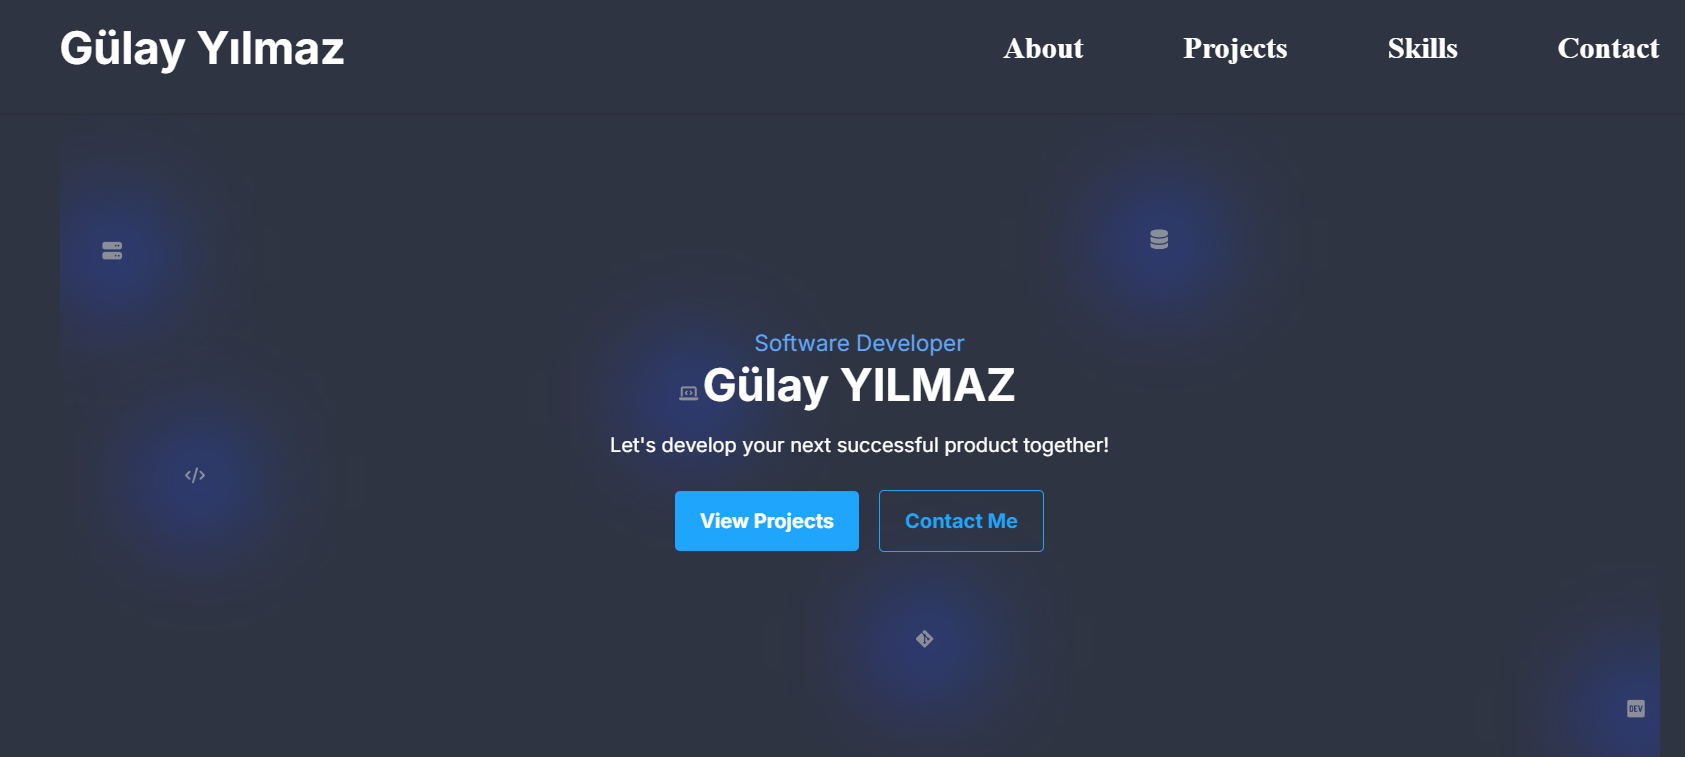 Gülay Yılmaz
About Projects Skills Contact
Software Developer
Gülay YILMAZ
Let's develop your next successful product together!
View Projects Contact Me
DEV